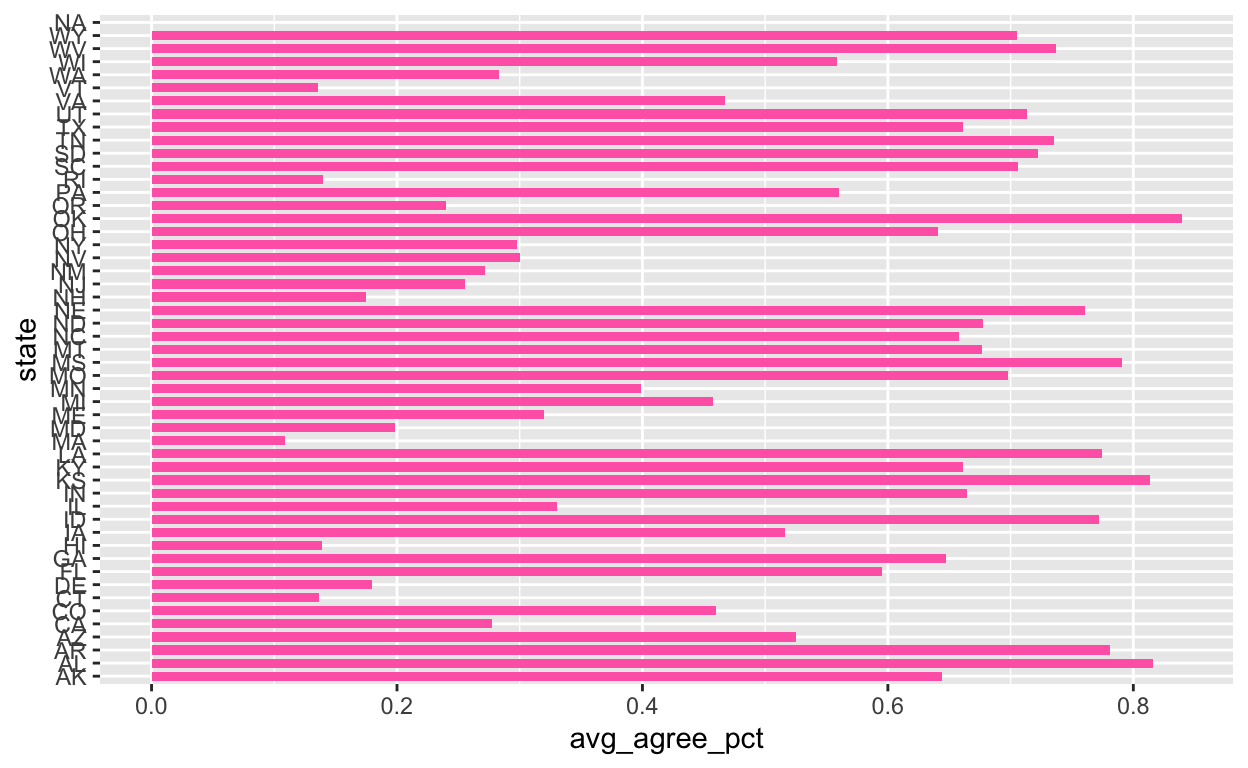 NA
WY
WV
WI
WA
VT
VA
UT
TX
TN
SD
SC
RI
PA
OR
OK
OH
NY
NV
NM
NJ
NH
NE
ND
NC
MT
MS
MO
MN
MI
ME
MD
MA
LA
KY
KS
IN
IL
ID
IA
HI
GA
FL
DE
CT
CO
CA
AZ
AR
AL
AK
state
0.0 0.2 0.4 0.6 0.8
avg_agree_pct